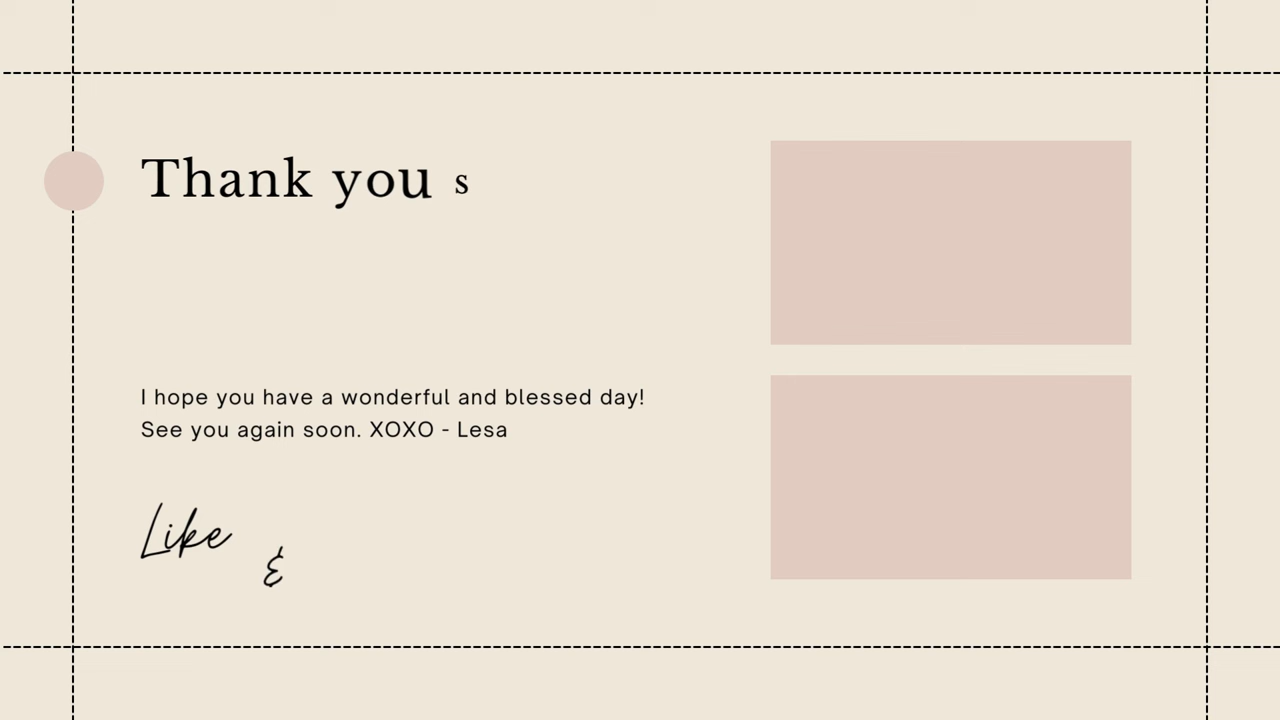 Thank you s
I hope you have a wonderful and blessed day!
See you again soon. XOXO - Lesa
Like &